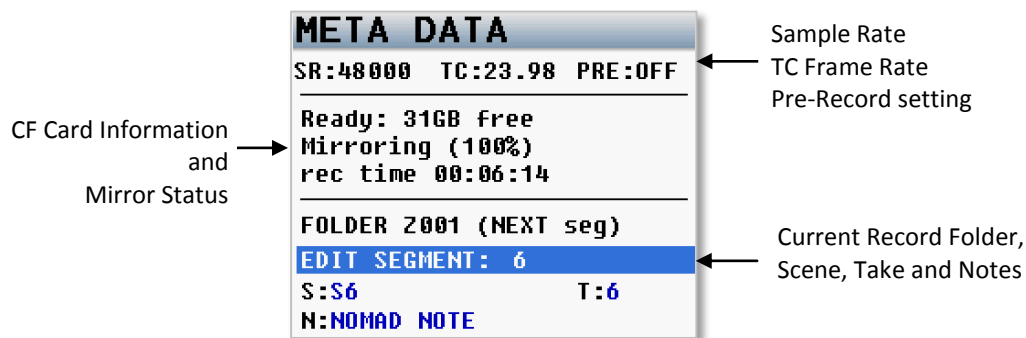 META DATA
SR:48000 TC:23.98 PRE:OFF
Ready: 31GB free
Mirroring (100%)
rec time 00:06:14
FOLDER Z001 (NEXT seg)
EDIT SEGMENT: 6
S:S6 T:6
N:NOMAD NOTE
Sample Rate
TC Frame Rate
Pre-Record setting
CF Card Information
and
Mirror Status
Current Record Folder,
Scene, Take and Notes